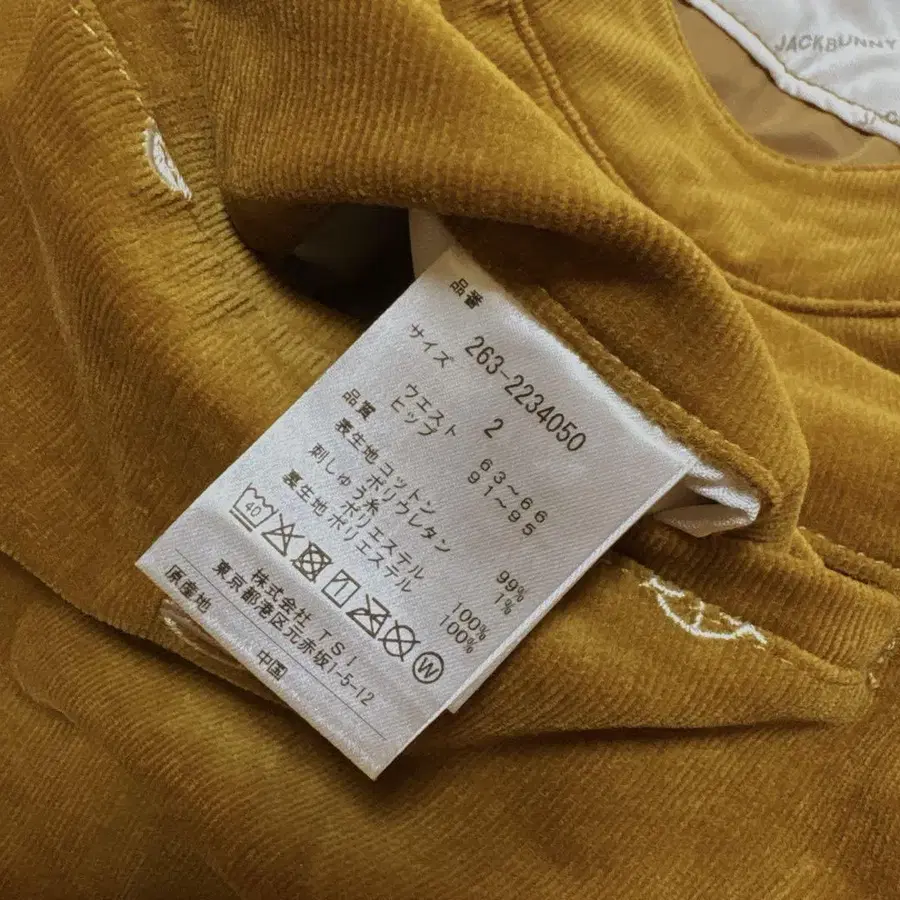 JACKBUNNY
JAC
品番
263-2234050
サイズ
2
ウエスト 63～66
ヒップ 91～95
品質
表生地 コットン 99%
ポリウレタン 1%
刺しゅう糸 ポリエステル 100%
裏生地 ポリエステル 100%
40
W
株式会社 TSI
東京都港区元赤坂1-5-12
原産地 中国